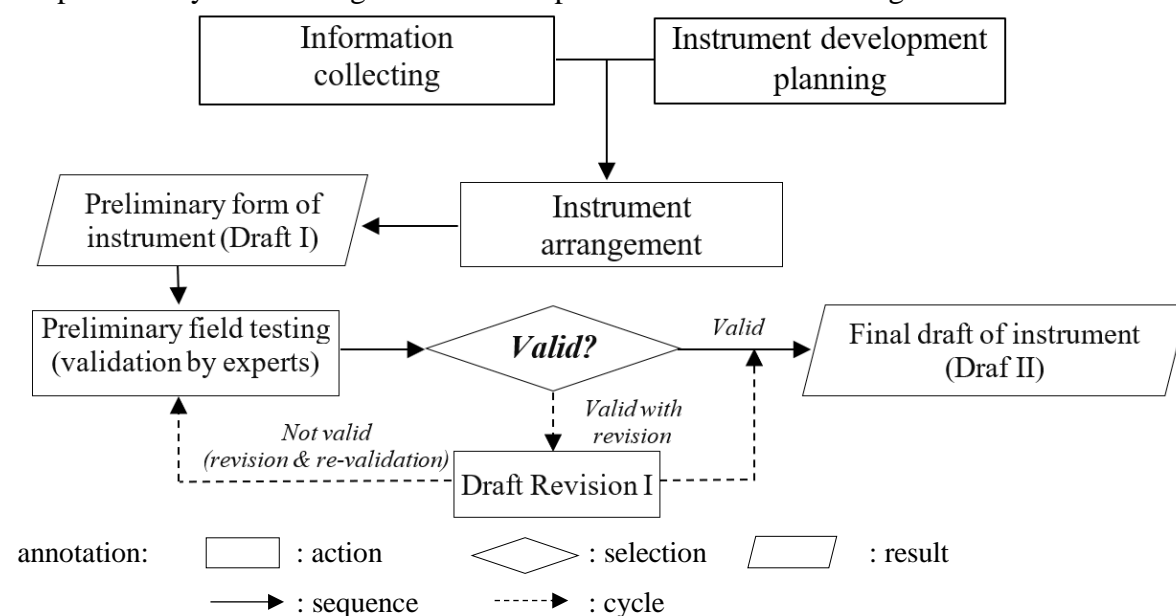 Information
collecting
Instrument development
planning
Instrument
arrangement
Preliminary form of
instrument (Draft I)
Preliminary field testing
(validation by experts)
Valid?
Valid
Final draft of instrument
(Draf II)
Valid with
revision
Not valid
(revision & re-validation)
Draft Revision I
annotation:
: action
: selection
: result
: sequence
: cycle